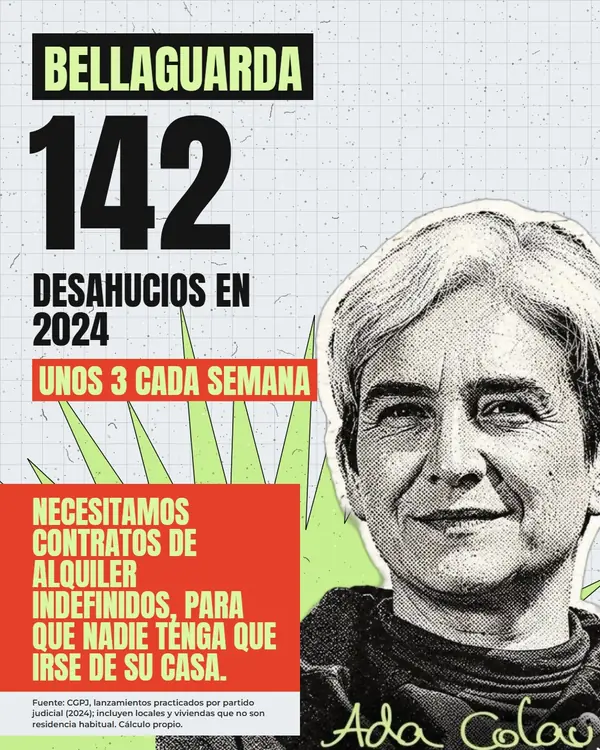 BELLAGUARDA
142
DESAHUCIOS EN
2024
UNOS 3 CADA SEMANA
NECESITAMOS
CONTRATOS DE
ALQUILER
INDEFINIDOS, PARA
QUE NADIE TENGA QUE
IRSE DE SU CASA.
Fuente: CGPJ, lanzamientos practicados por partido
judicial (2024); incluyen locales y viviendas que no son
residencia habitual. Cálculo propio.
Ada Colau